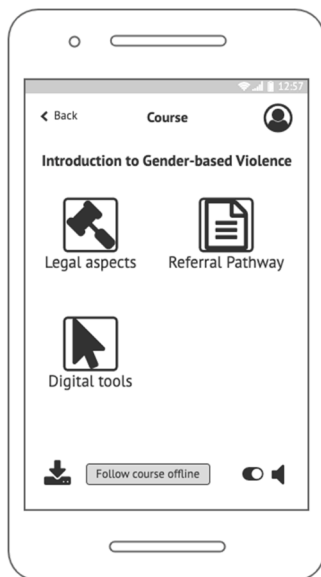 12:57
Back
Course
Introduction to Gender-based Violence
Legal aspects
Referral Pathway
Digital tools
Follow course offline